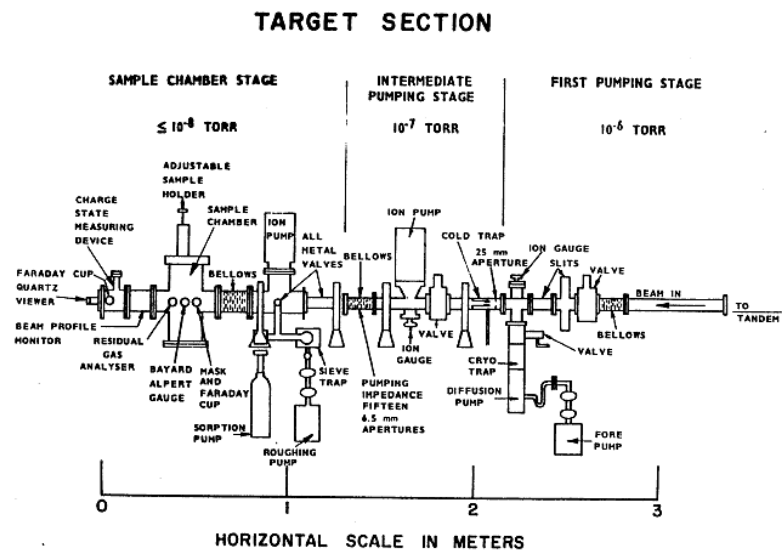 TARGET SECTION
SAMPLE CHAMBER STAGE
≤ 10⁻⁸ TORR
INTERMEDIATE
PUMPING STAGE
10⁻⁷ TORR
FIRST PUMPING STAGE
10⁻⁶ TORR
ADJUSTABLE
SAMPLE
HOLDER
CHARGE
STATE
MEASURING
DEVICE
SAMPLE
CHAMBER
FARADAY CUP
QUARTZ
VIEWER
BEAM PROFILE
MONITOR
RESIDUAL
GAS
ANALYSER
BAYARD
ALPERT
GAUGE
MASK
AND
FARADAY
CUP
BELLOWS
ION
PUMP
ALL
METAL
VALVES
SORPTION
PUMP
ROUGHING
PUMP
SIEVE
TRAP
BELLOWS
PUMPING
IMPEDANCE
FIFTEEN
6.5 mm
APERTURES
ION PUMP
ION
GAUGE
VALVE
COLD TRAP
25 mm
APERTURE
ION GAUGE
SLITS
VALVE
BEAM IN
TO
TANDEM
BELLOWS
VALVE
CRYO
TRAP
DIFFUSION
PUMP
FORE
PUMP
0
1
2
3
HORIZONTAL SCALE IN METERS